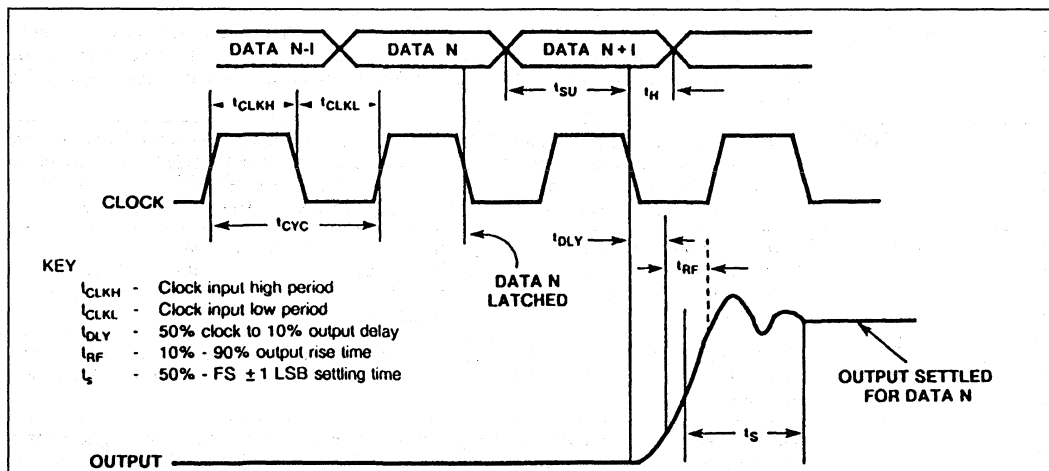 DATA N-1 DATA N DATA N+1
tSU tH
tCLKH tCLKL
CLOCK
tCYC
tDLY
tRF
DATA N
LATCHED
KEY
tCLKH - Clock input high period
tCLKL - Clock input low period
tDLY - 50% clock to 10% output delay
tRF - 10% - 90% output rise time
ts - 50% - FS ±1 LSB settling time
OUTPUT SETTLED
FOR DATA N
tS
OUTPUT